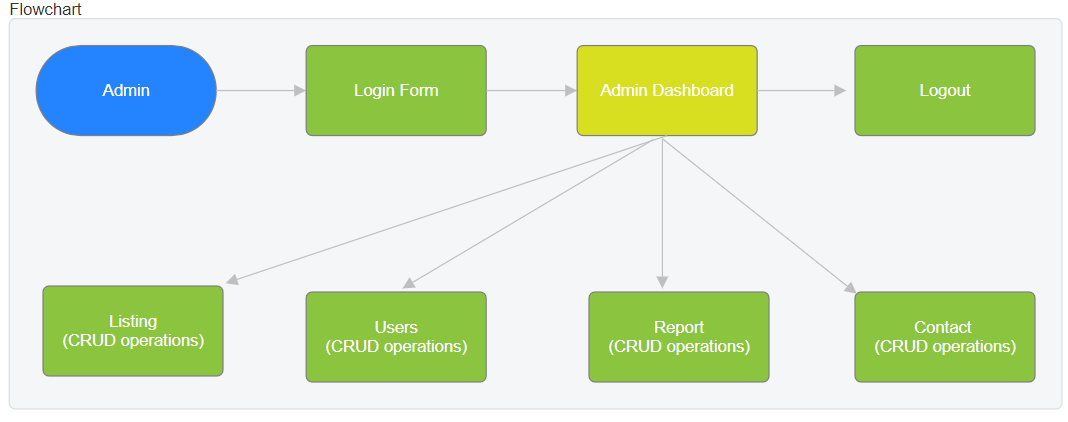 Flowchart
Admin
Login Form
Admin Dashboard
Logout
Listing
(CRUD operations)
Users
(CRUD operations)
Report
(CRUD operations)
Contact
(CRUD operations)